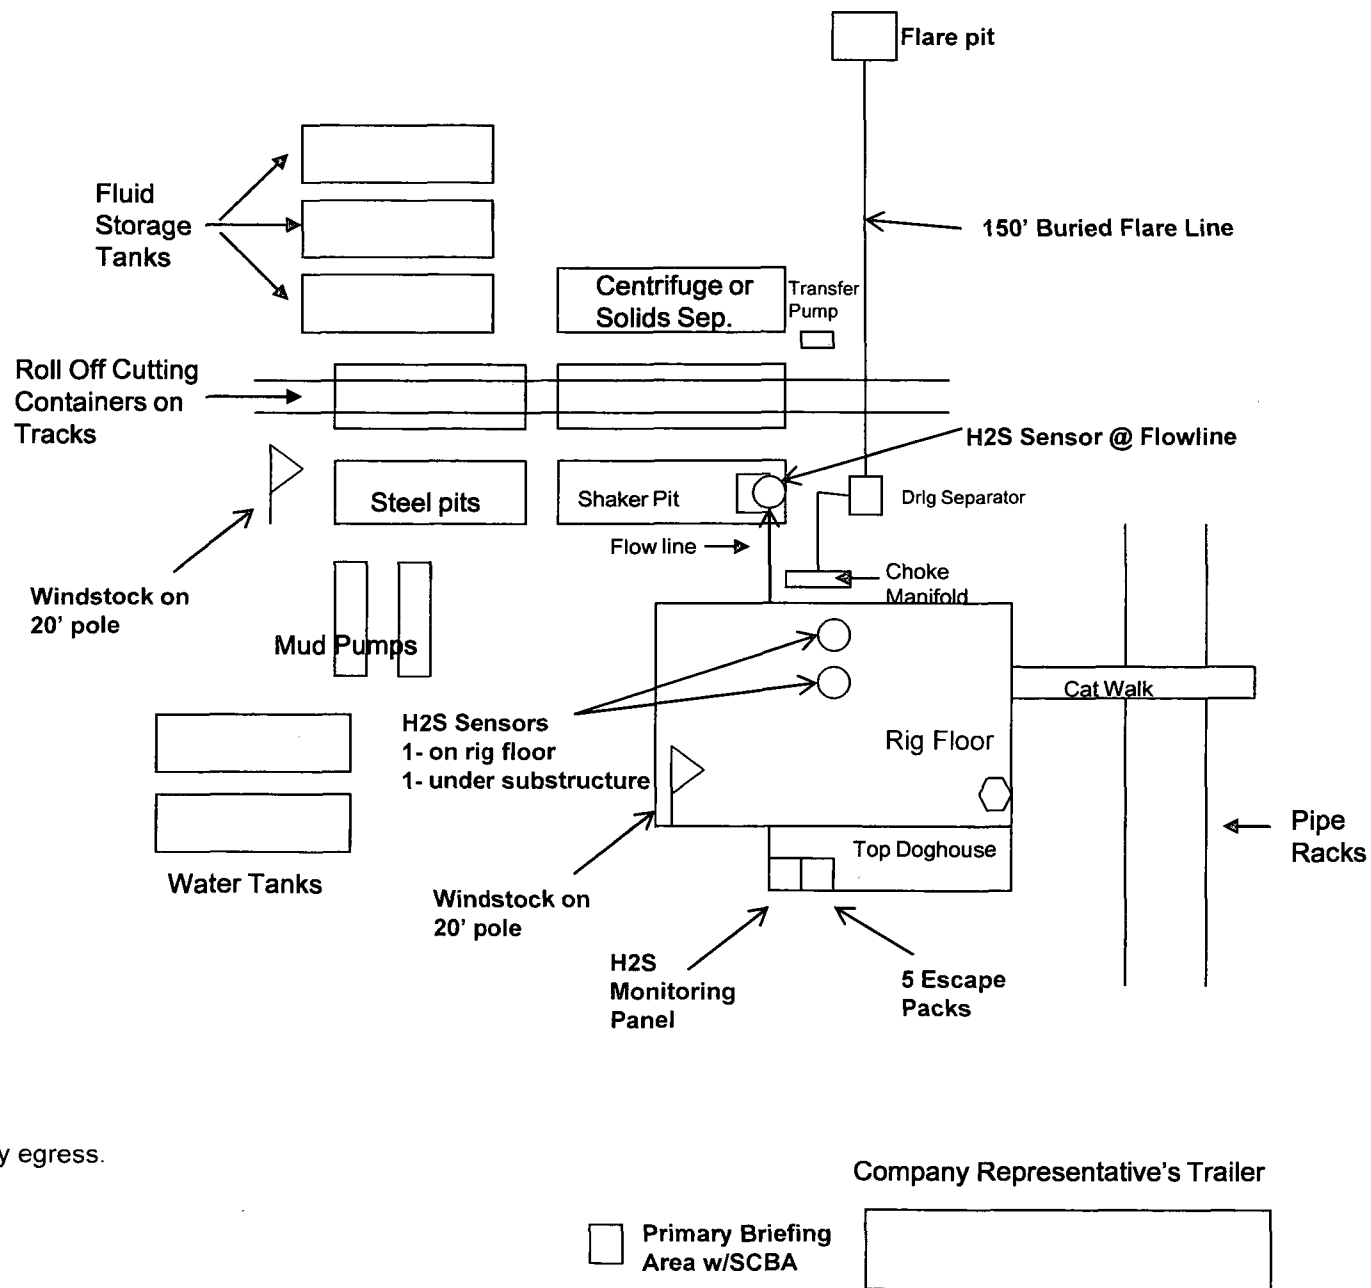 Flare pit
Fluid
Storage
Tanks
150' Buried Flare Line
Centrifuge or
Solids Sep.
Transfer
Pump
Roll Off Cutting
Containers on
Tracks
H2S Sensor @ Flowline
Steel pits
Shaker Pit
Drlg Separator
Flow line
Choke
Manifold
Windstock on
20' pole
Mud Pumps
Cat Walk
H2S Sensors
1- on rig floor
1- under substructure
Rig Floor
Pipe
Racks
Top Doghouse
Water Tanks
Windstock on
20' pole
H2S
Monitoring
Panel
5 Escape
Packs
y egress.
Company Representative's Trailer
Primary Briefing
Area w/SCBA